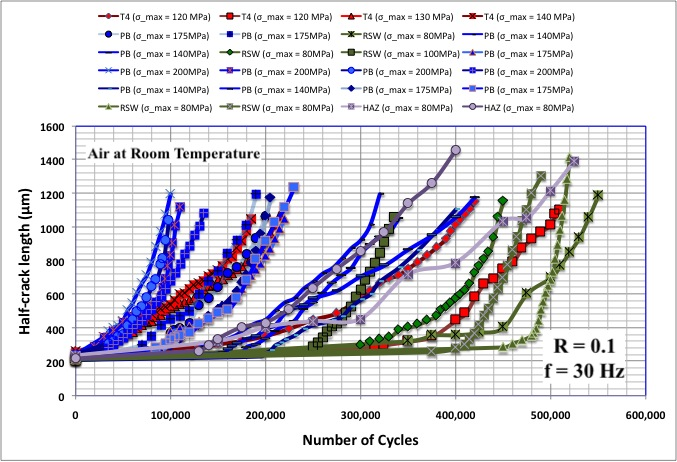 T4 (σ_max = 120 MPa) T4 (σ_max = 120 MPa) T4 (σ_max = 130 MPa) T4 (σ_max = 140 MPa)
PB (σ_max = 175MPa) PB (σ_max = 175MPa) RSW (σ_max = 80MPa) PB (σ_max = 140MPa)
PB (σ_max = 140MPa) RSW (σ_max = 80MPa) RSW (σ_max = 100MPa) PB (σ_max = 175MPa)
PB (σ_max = 200MPa) PB (σ_max = 200MPa) PB (σ_max = 200MPa) PB (σ_max = 200MPa)
PB (σ_max = 140MPa) PB (σ_max = 140MPa) PB (σ_max = 175MPa) PB (σ_max = 175MPa)
RSW (σ_max = 80MPa) RSW (σ_max = 80MPa) HAZ (σ_max = 80MPa) HAZ (σ_max = 80MPa)
1600
Air at Room Temperature
1400
1200
1000
800
600
400
200
0
Half-crack length (µm)
R = 0.1
f = 30 Hz
0 100,000 200,000 300,000 400,000 500,000 600,000
Number of Cycles